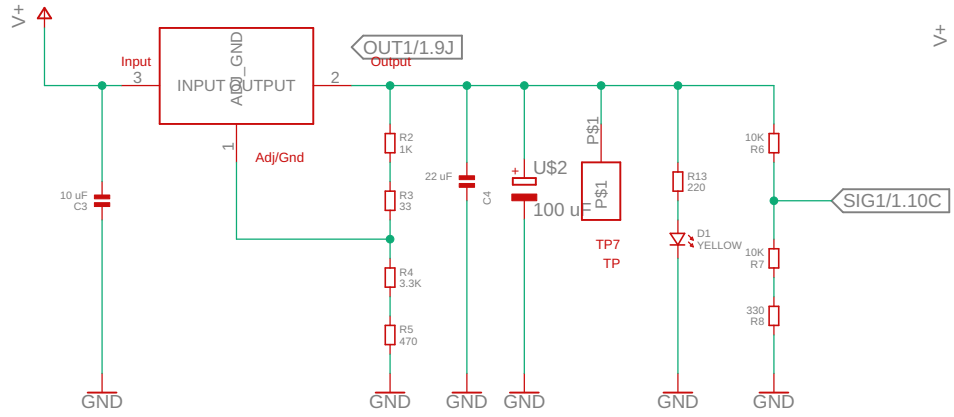 V+
V+
OUT1/1.9J
Input
Output
3
INPUT
OUTPUT
2
ADJ_GND
1
Adj/Gnd
10 uF
C3
R2
1K
R3
33
R4
3.3K
R5
470
22 uF
C4
+
U$2
100 uF
P$1
P$1
TP7
TP
R13
220
D1
YELLOW
10K
R6
SIG1/1.10C
10K
R7
330
R8
GND
GND
GND
GND
GND
GND